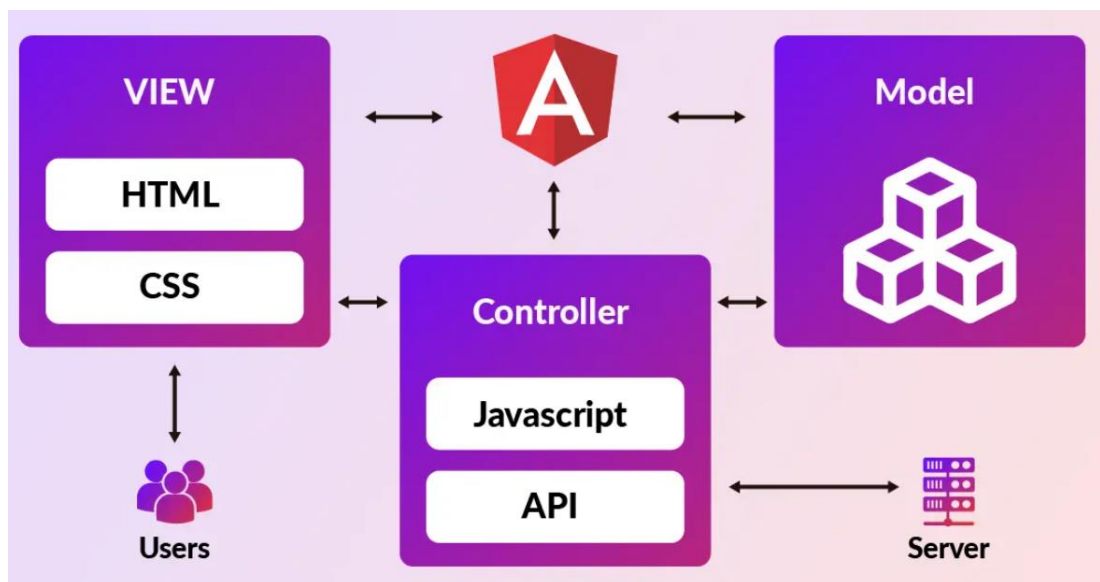 VIEW
HTML
CSS
A
Model
Controller
Javascript
API
Users
Server